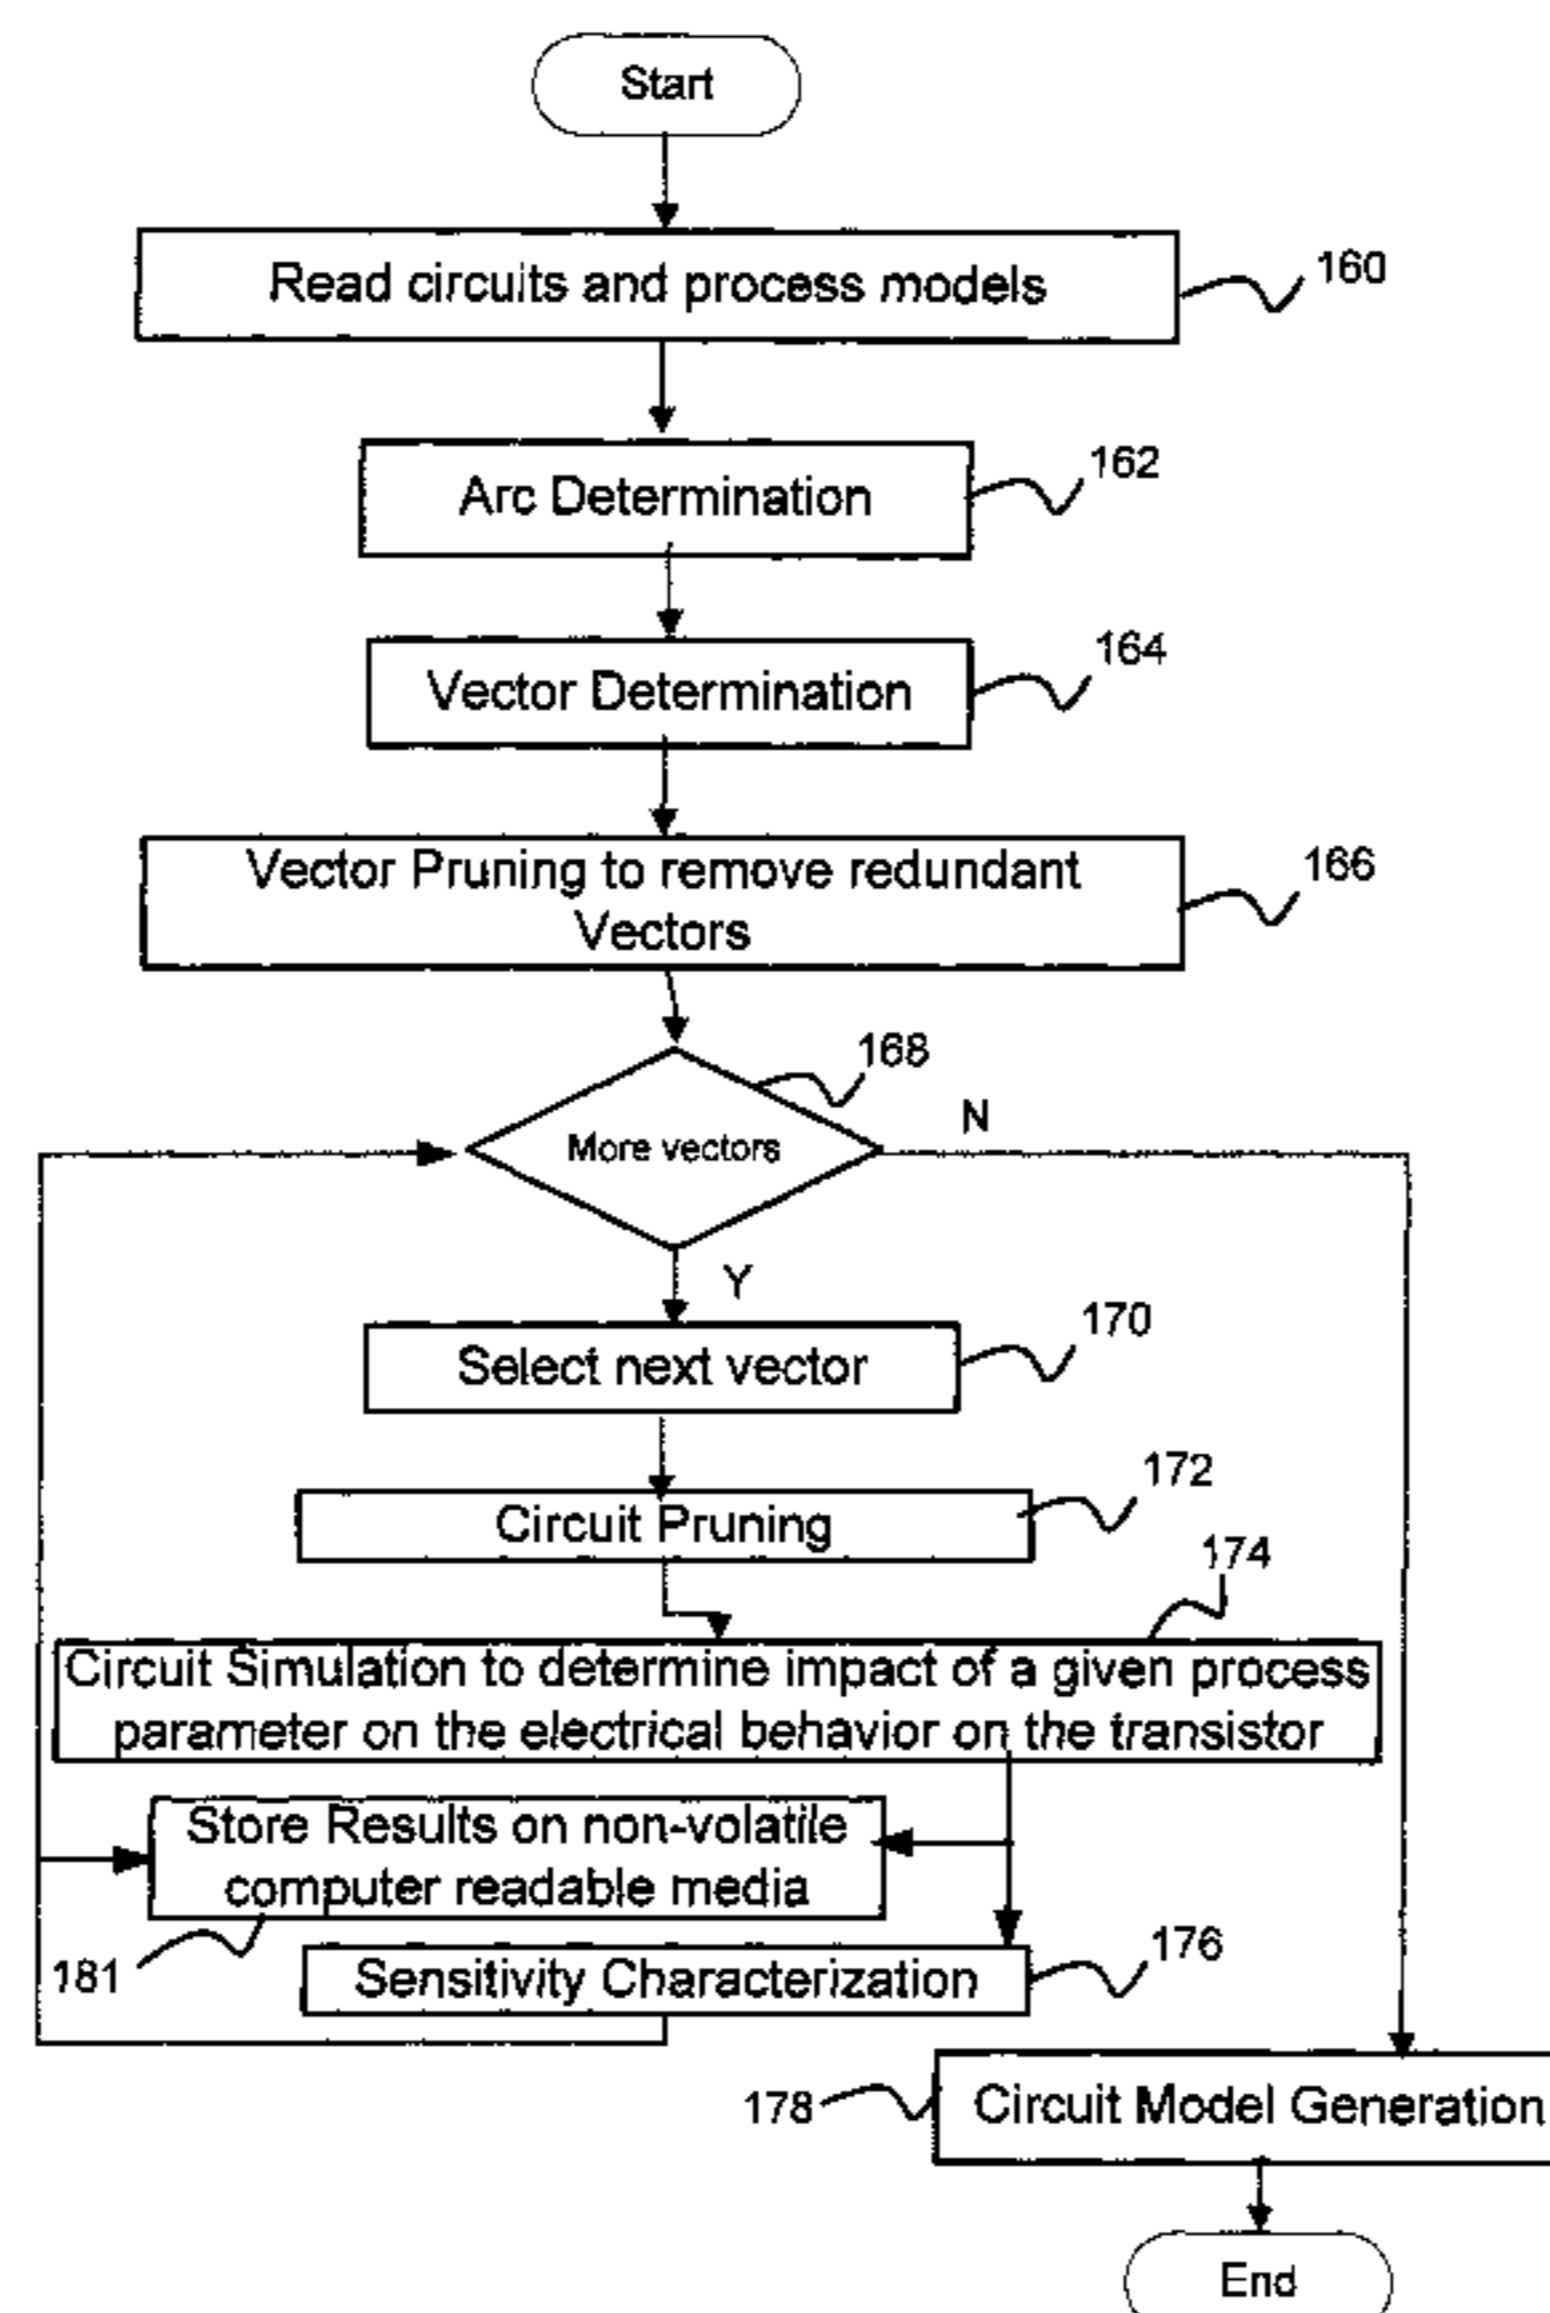 Start
Read circuits and process models
160
Arc Determination
162
Vector Determination
164
Vector Pruning to remove redundant
Vectors
166
168
More vectors
N
Y
Select next vector
170
Circuit Pruning
172
174
Circuit Simulation to determine impact of a given process
parameter on the electrical behavior on the transistor
Store Results on non-volatile
computer readable media
181
Sensitivity Characterization
176
178
Circuit Model Generation
End